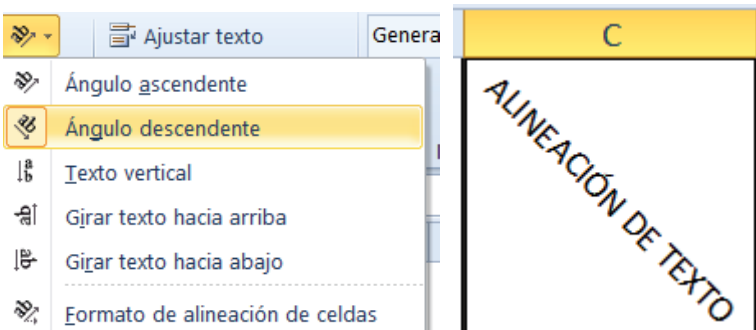 Ajustar texto
Genera
Ángulo ascendente
Ángulo descendente
Texto vertical
Girar texto hacia arriba
Girar texto hacia abajo
Formato de alineación de celdas
C
ALINEACIÓN DE TEXTO